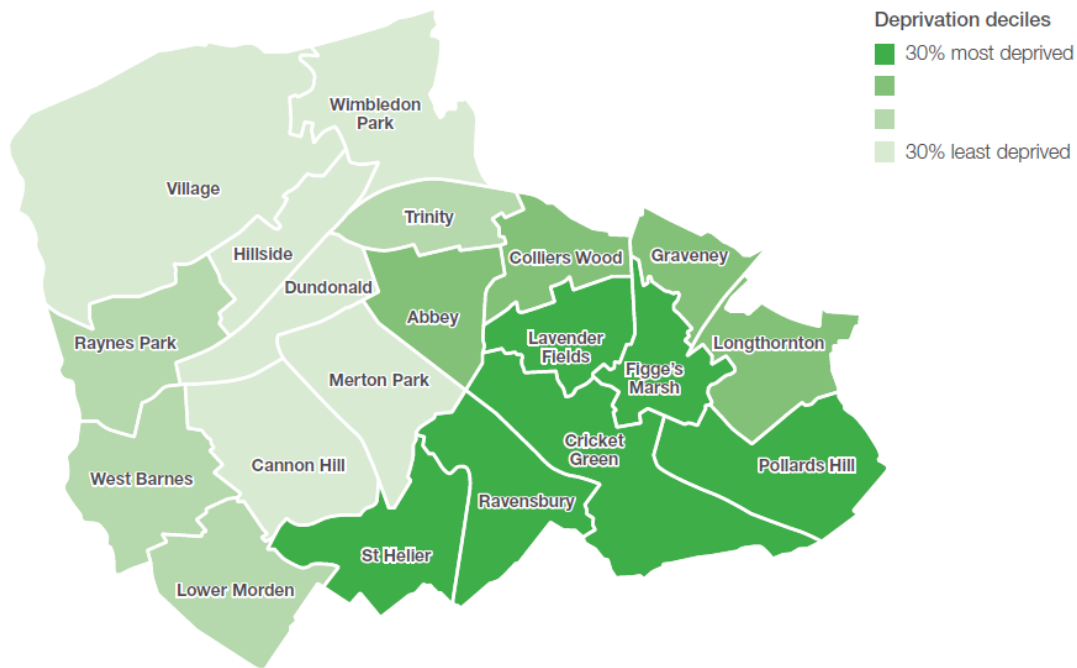 Deprivation deciles
30% most deprived
30% least deprived
Wimbledon
Park
Village
Trinity
Hillside
Colliers Wood
Graveney
Dundonald
Abbey
Raynes Park
Lavender
Fields
Longthornton
Figge's
Marsh
Merton Park
Cricket
Green
Cannon Hill
Pollards Hill
West Barnes
Ravensbury
St Helier
Lower Morden